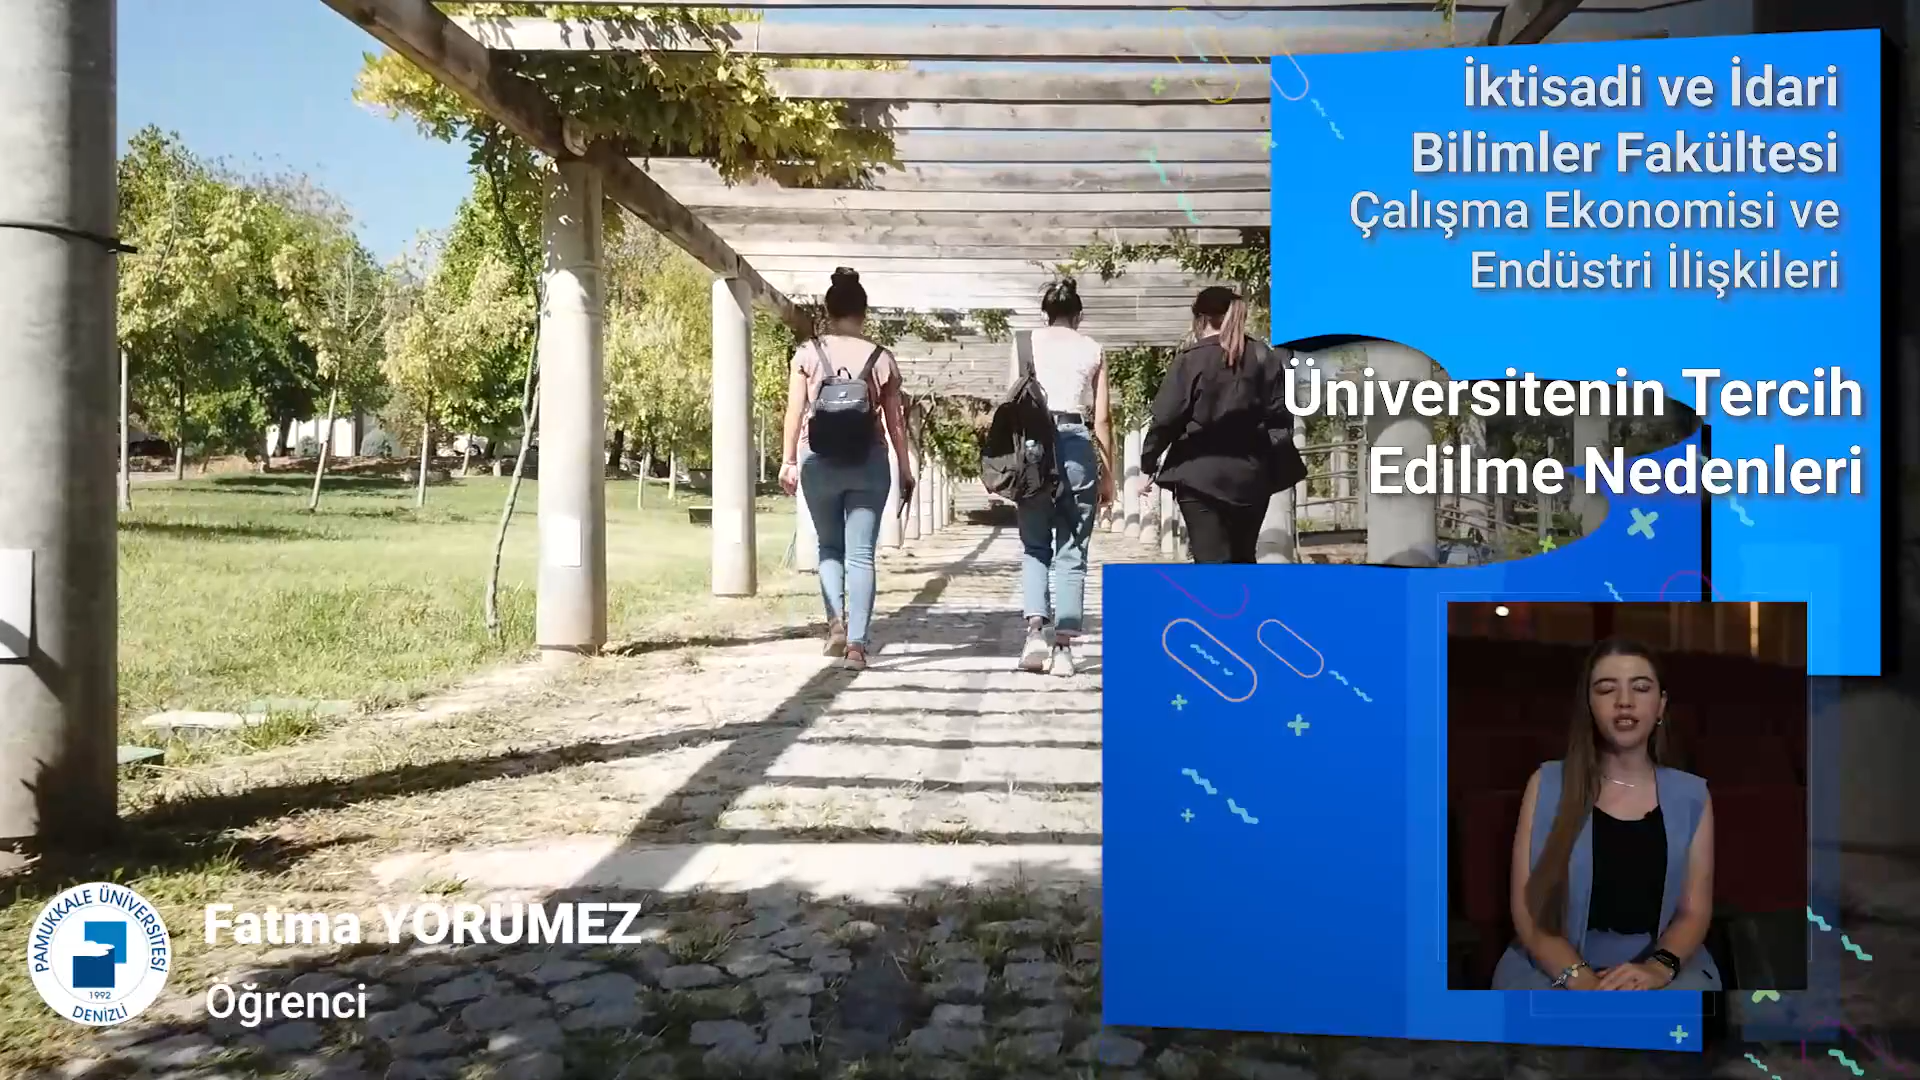 İktisadi ve İdari
Bilimler Fakültesi
Çalışma Ekonomisi ve
Endüstri İlişkileri
Üniversitenin Tercih
Edilme Nedenleri
PAMUKKALE ÜNİVERSİTESİ
1992
DENİZLİ
Fatma YÖRÜMEZ
Öğrenci